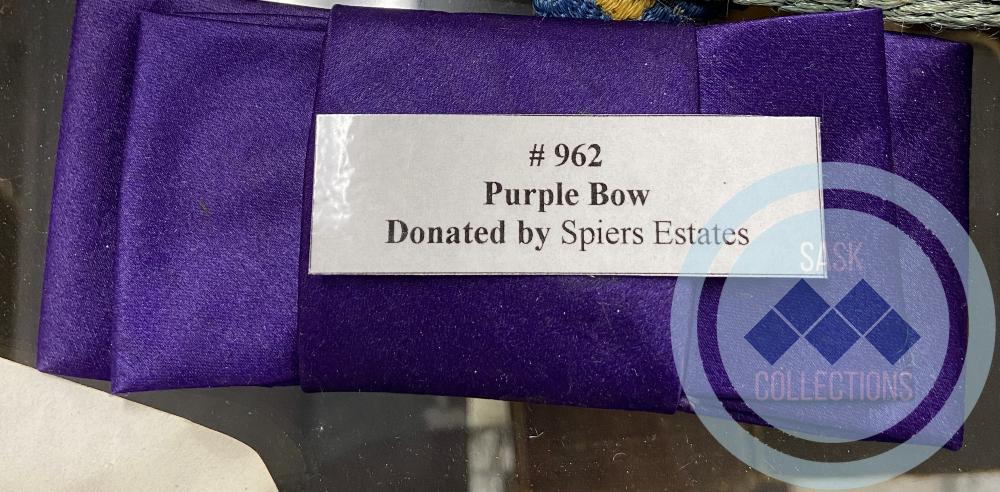 # 962
Purple Bow
Donated by Spiers Estates
SASK
COLLECTIONS